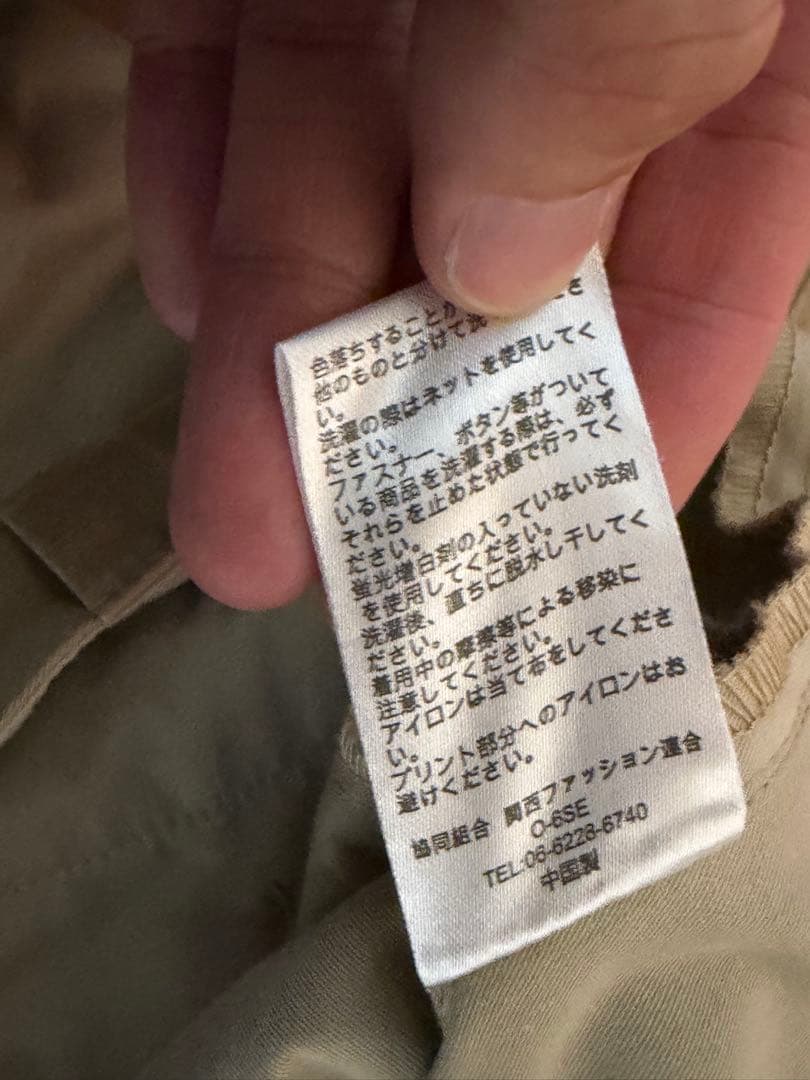 色落ちすることが
他のものと分けて洗 ださ
い。
洗濯の際はネットを使用してく
ださい。
ファスナー、ボタン等がついて
いる商品を洗濯する際は、必ず
それらを止めた状態で行ってく
ださい。
蛍光増白剤の入っていない洗剤
を使用してください。
洗濯後、直ちに脱水し干してく
ださい。
着用中の摩擦等による移染に
注意してください。
アイロンは当て布をしてくださ
い。
プリント部分へのアイロンはお
避けください。
協同組合 関西ファッション連合
O-6SE
TEL:06-6228-6740
中国製